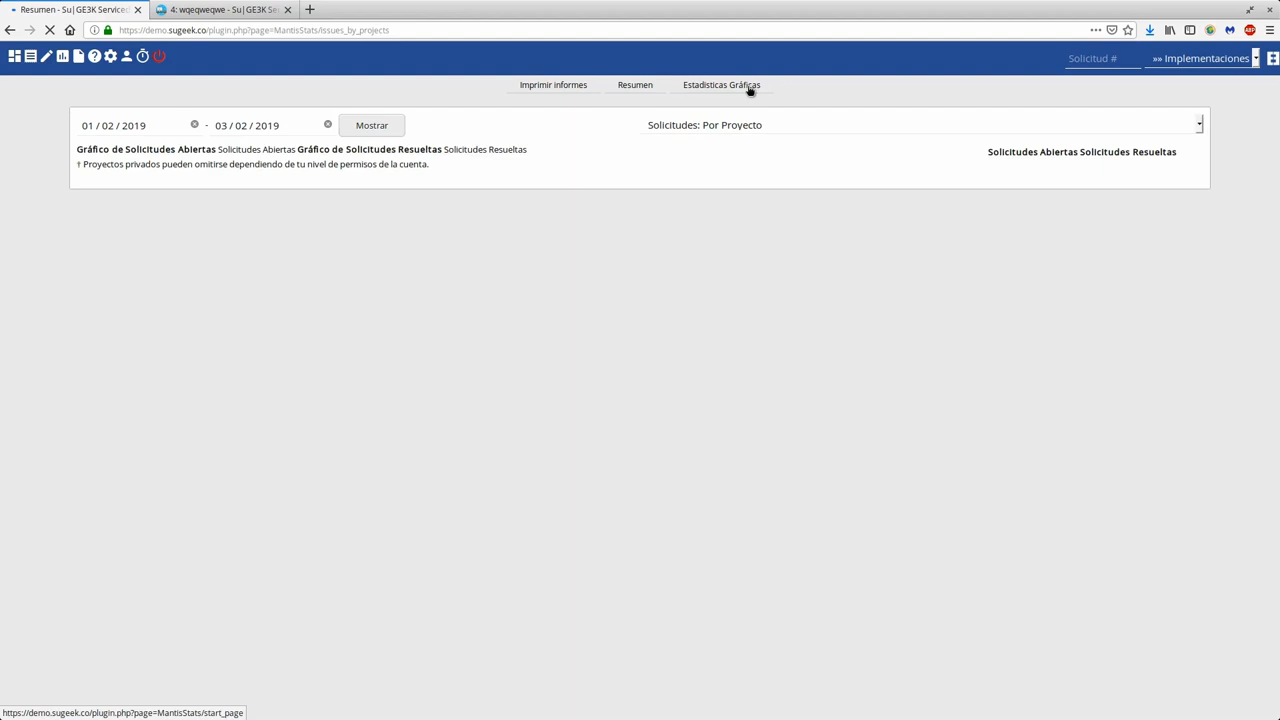 Resumen - Su|GE3K Serviced
4: wqeqweqwe - Su|GE3K Se
https://demo.sugeek.co/plugin.php?page=MantisStats/issues_by_projects
Solicitud #
»» Implementaciones
Imprimir informes
Resumen
Estadisticas Gráficas
01 / 02 / 2019 - 03 / 02 / 2019
Mostrar
Solicitudes: Por Proyecto
Gráfico de Solicitudes Abiertas Solicitudes Abiertas Gráfico de Solicitudes Resueltas Solicitudes Resueltas
Solicitudes Abiertas Solicitudes Resueltas
† Proyectos privados pueden omitirse dependiendo de tu nivel de permisos de la cuenta.
https://demo.sugeek.co/plugin.php?page=MantisStats/start_page